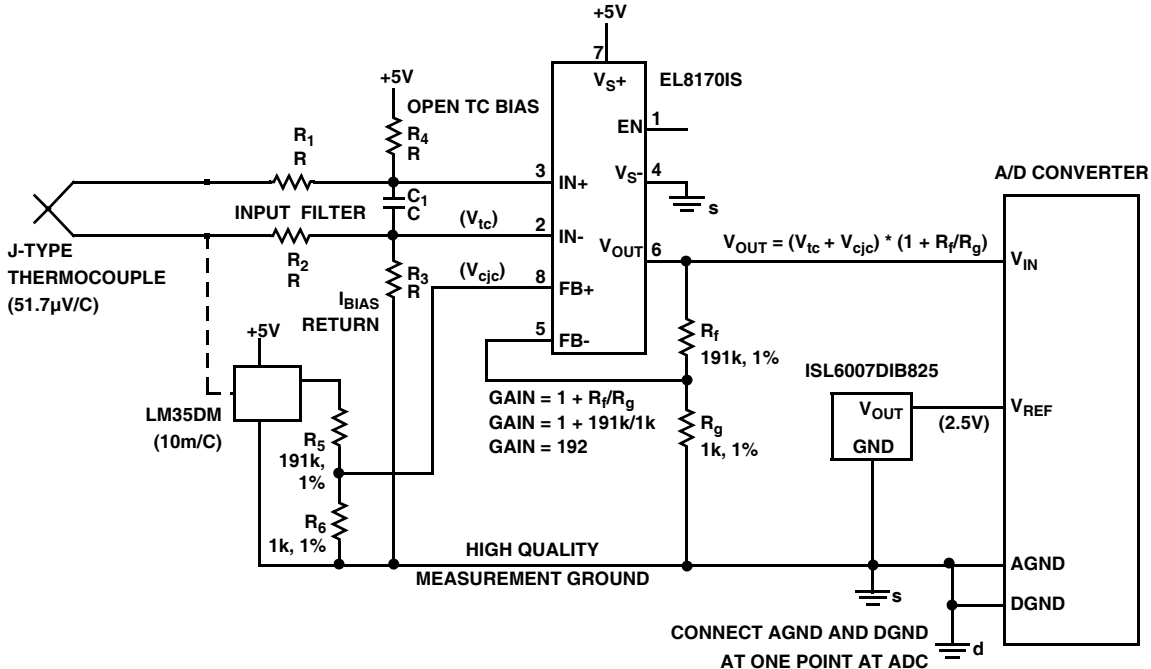 +5V
7
VS+
EL8170IS
+5V
OPEN TC BIAS
R4
R
R1
R
EN
1
3
IN+
VS-
4
s
C1
C
INPUT FILTER
(Vtc)
2
IN-
R2
R
J-TYPE
THERMOCOUPLE
(51.7µV/C)
VOUT
6
VOUT = (Vtc + Vcjc) * (1 + Rf/Rg)
A/D CONVERTER
VIN
R3
R
(Vcjc)
8
FB+
IBIAS
RETURN
5
FB-
Rf
191k, 1%
+5V
LM35DM
(10m/C)
GAIN = 1 + Rf/Rg
GAIN = 1 + 191k/1k
GAIN = 192
Rg
1k, 1%
ISL6007DIB825
VOUT
GND
(2.5V)
VREF
R5
191k,
1%
R6
1k, 1%
HIGH QUALITY
MEASUREMENT GROUND
AGND
s
DGND
CONNECT AGND AND DGND
AT ONE POINT AT ADC
d